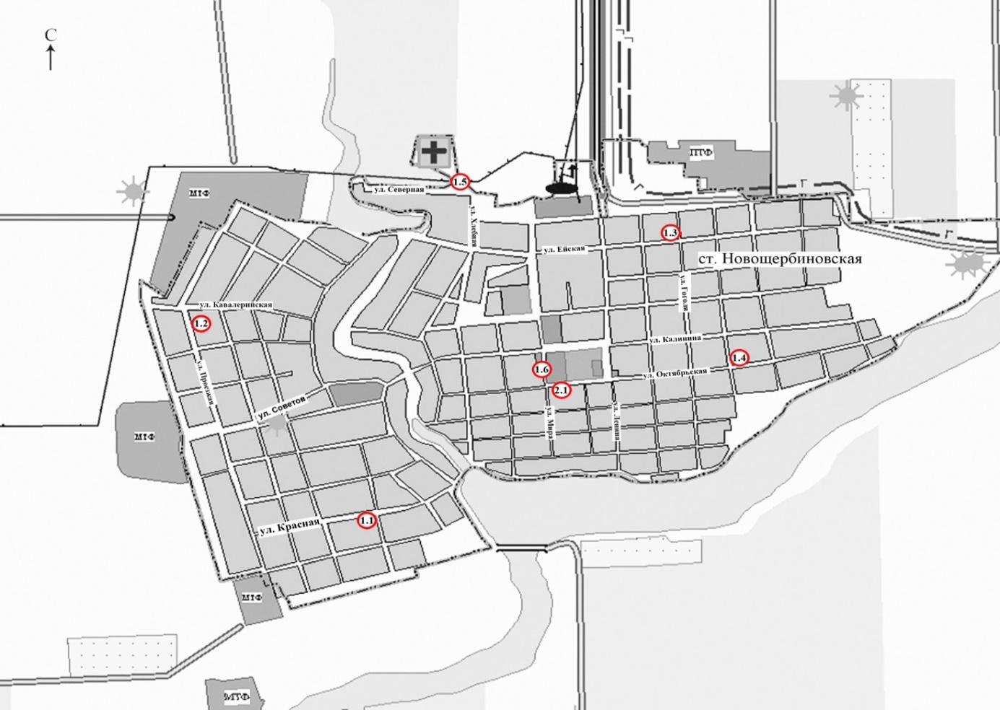 С
ПТФ
1.5
ул. Северная
МТФ
Г
ул. Хлебная
1.3
Г
ул. Ейская
ст. Новощербиновская
ул. Гоголя
ул. Кавалерийская
1.2
ул. Калинина
1.4
1.6
ул. Октябрьская
ул. Проезжая
2.1
ул. Советов
ул. Мира
ул. Ленина
МТФ
1.1
ул. Красная
МТФ
МТФ